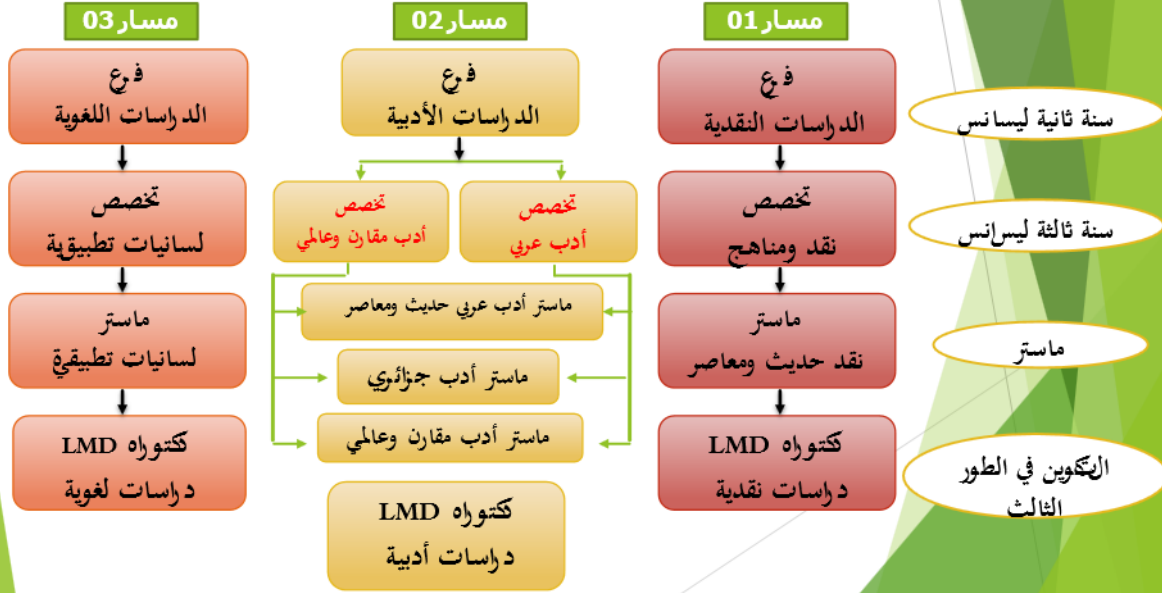 مسار01
مسار02
مسار03
سنة ثانية ليسانس
فرع
الدراسات النقدية
فرع
الدراسات الأدبية
فرع
الدراسات اللغوية
سنة ثالثة ليسانس
تخصص
نقد ومناهج
تخصص
أدب عربي
تخصص
أدب مقارن وعالمي
تخصص
لسانيات تطبيقية
ماستر
ماستر
نقد حديث ومعاصر
ماستر أدب عربي حديث ومعاصر
ماستر أدب جزائري
ماستر أدب مقارن وعالمي
ماستر
لسانيات تطبيقية
التكوين في الطور
الثالث
دكتوراه LMD
دراسات نقدية
دكتوراه LMD
دراسات أدبية
دكتوراه LMD
دراسات لغوية